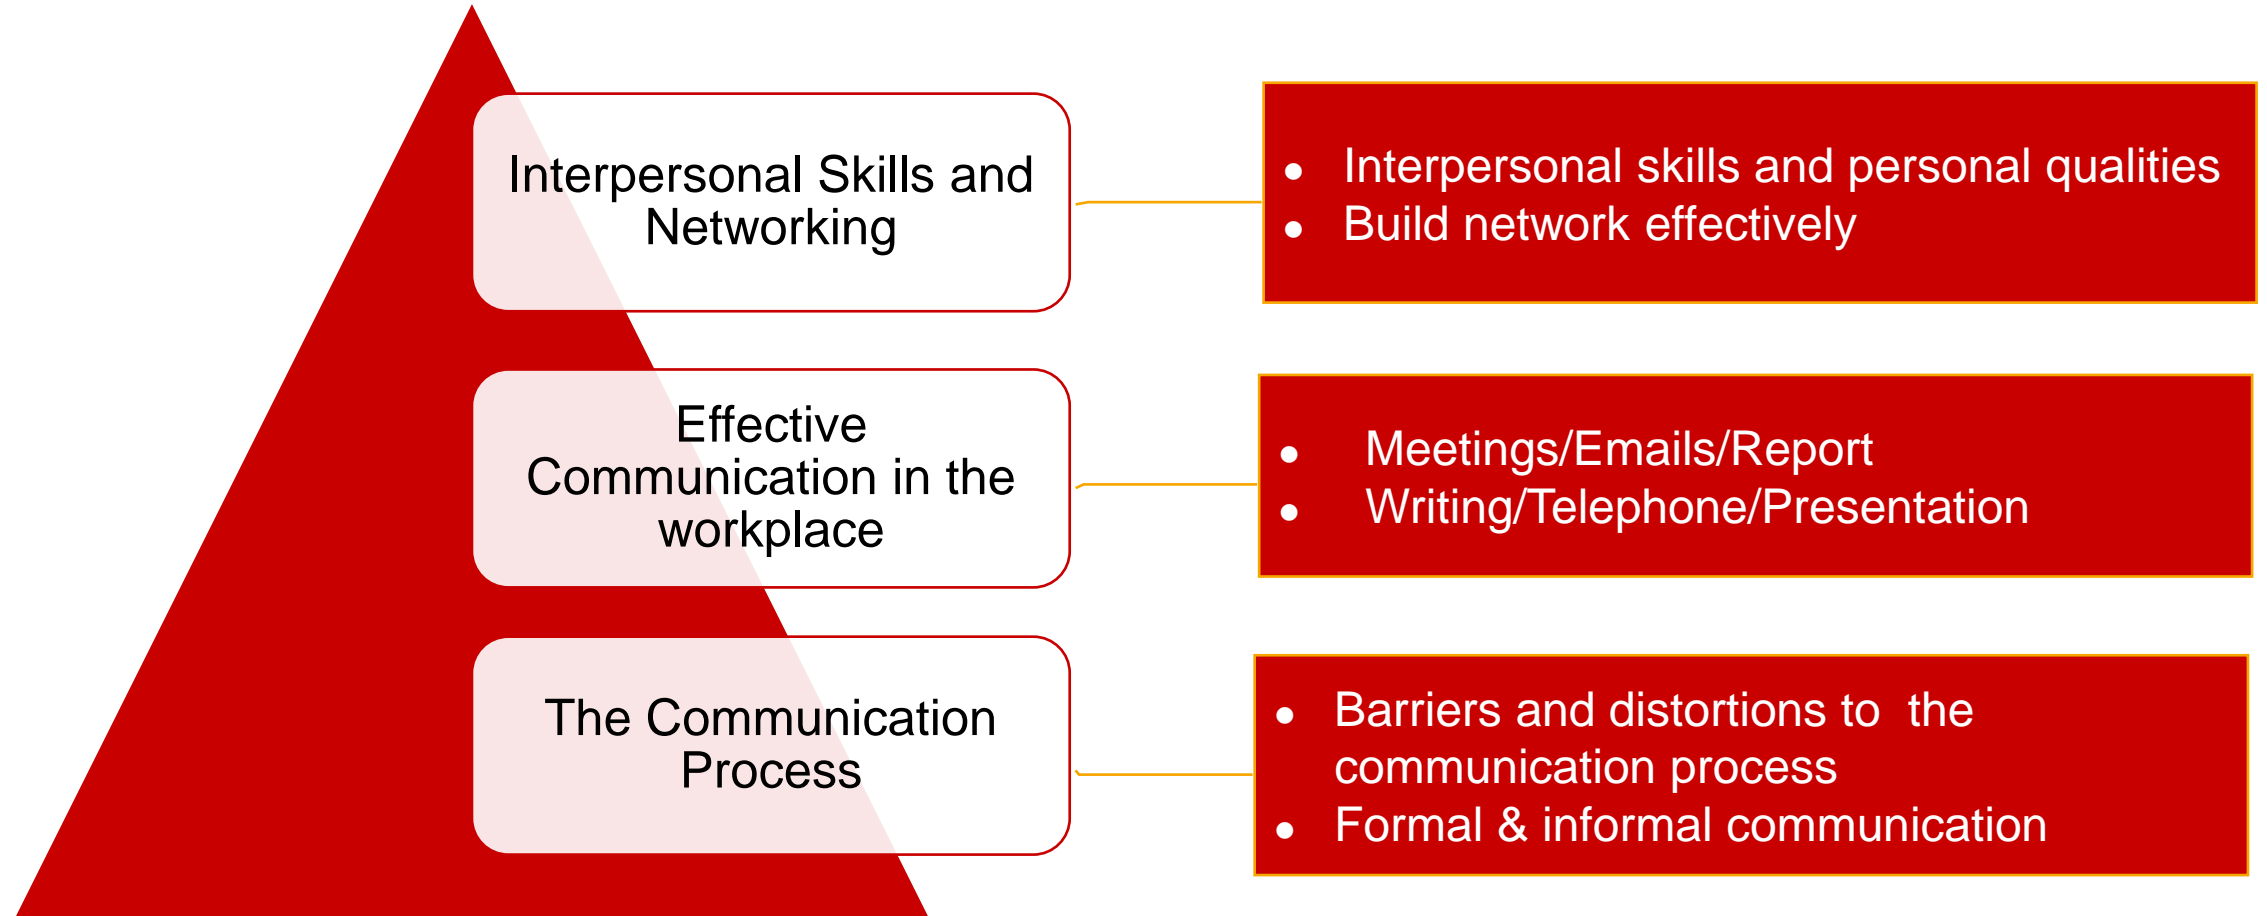 Interpersonal Skills and
Networking
● Interpersonal skills and personal qualities
● Build network effectively
Effective
Communication in the
workplace
● Meetings/Emails/Report
● Writing/Telephone/Presentation
The Communication
Process
● Barriers and distortions to  the
communication process
● Formal & informal communication